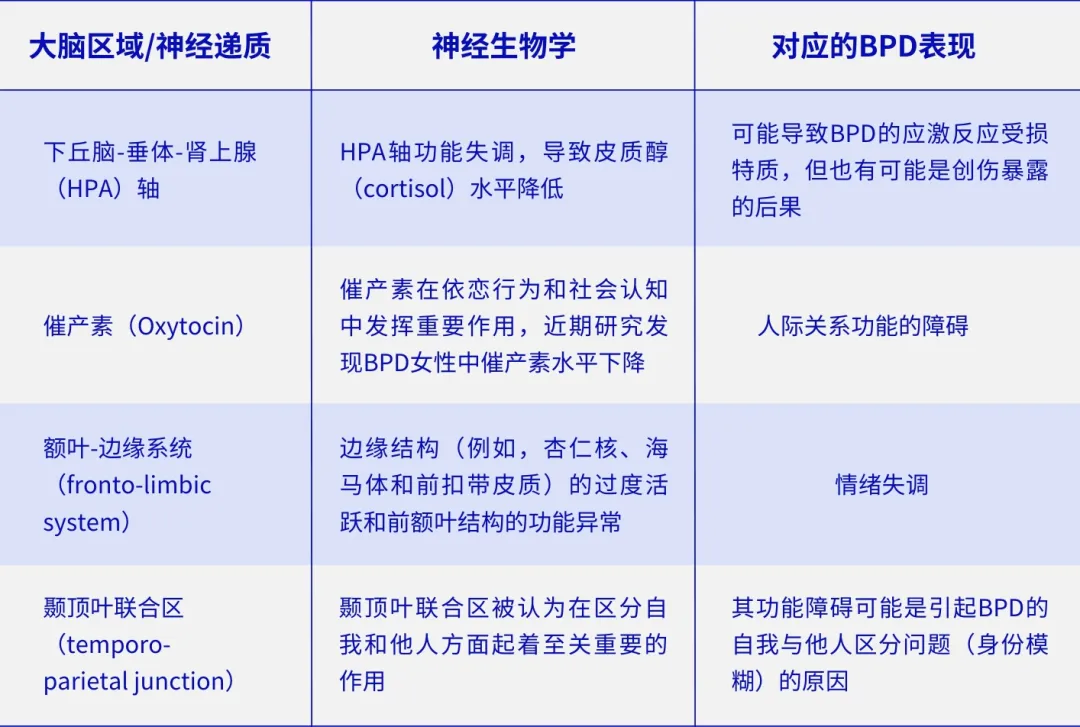 大脑区域/神经递质
神经生物学
对应的BPD表现
下丘脑-垂体-肾上腺
（HPA）轴
HPA轴功能失调，导致皮质醇
（cortisol）水平降低
可能导致BPD的应激反应受损
特质，但也有可能是创伤暴露
的后果
催产素（Oxytocin）
催产素在依恋行为和社会认知
中发挥重要作用，近期研究发
现BPD女性中催产素水平下降
人际关系功能的障碍
额叶-边缘系统
（fronto-limbic
system）
边缘结构（例如，杏仁核、海
马体和前扣带皮质）的过度活
跃和前额叶结构的功能异常
情绪失调
颞顶叶联合区
（temporo-
parietal junction）
颞顶叶联合区被认为在区分自
我和他人方面起着至关重要的
作用
其功能障碍可能是引起BPD的
自我与他人区分问题（身份模
糊）的原因